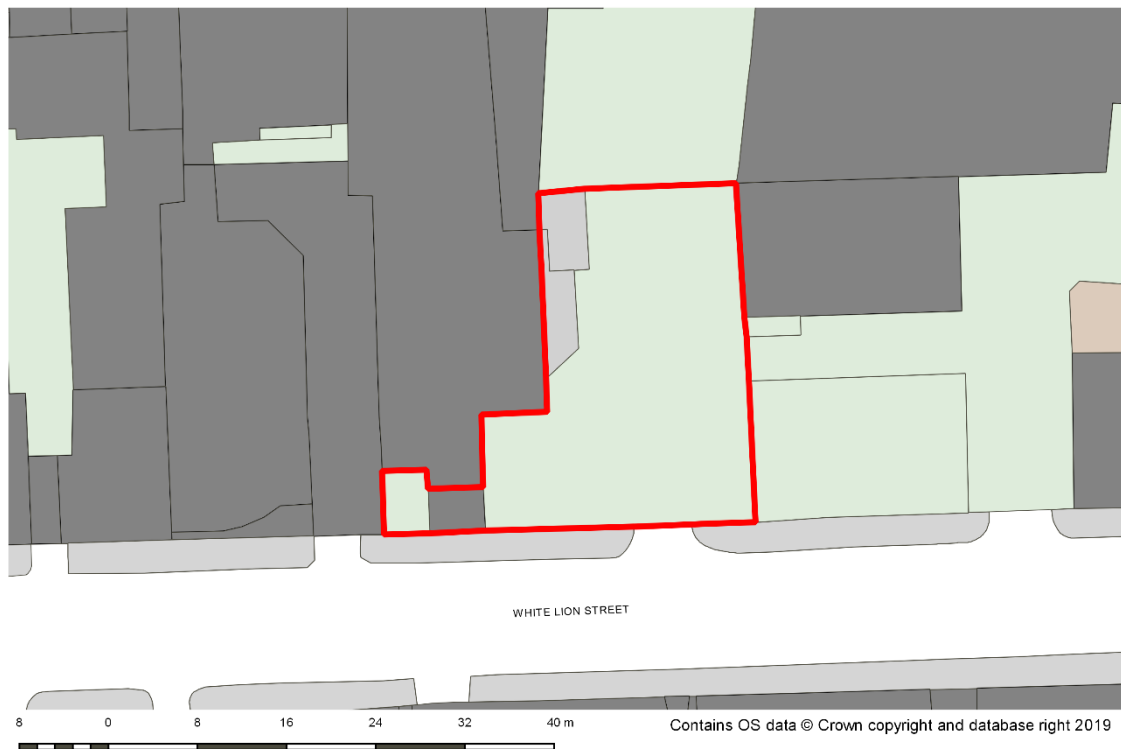 WHITE LION STREET
8 0 8 16 24 32 40 m
Contains OS data © Crown copyright and database right 2019